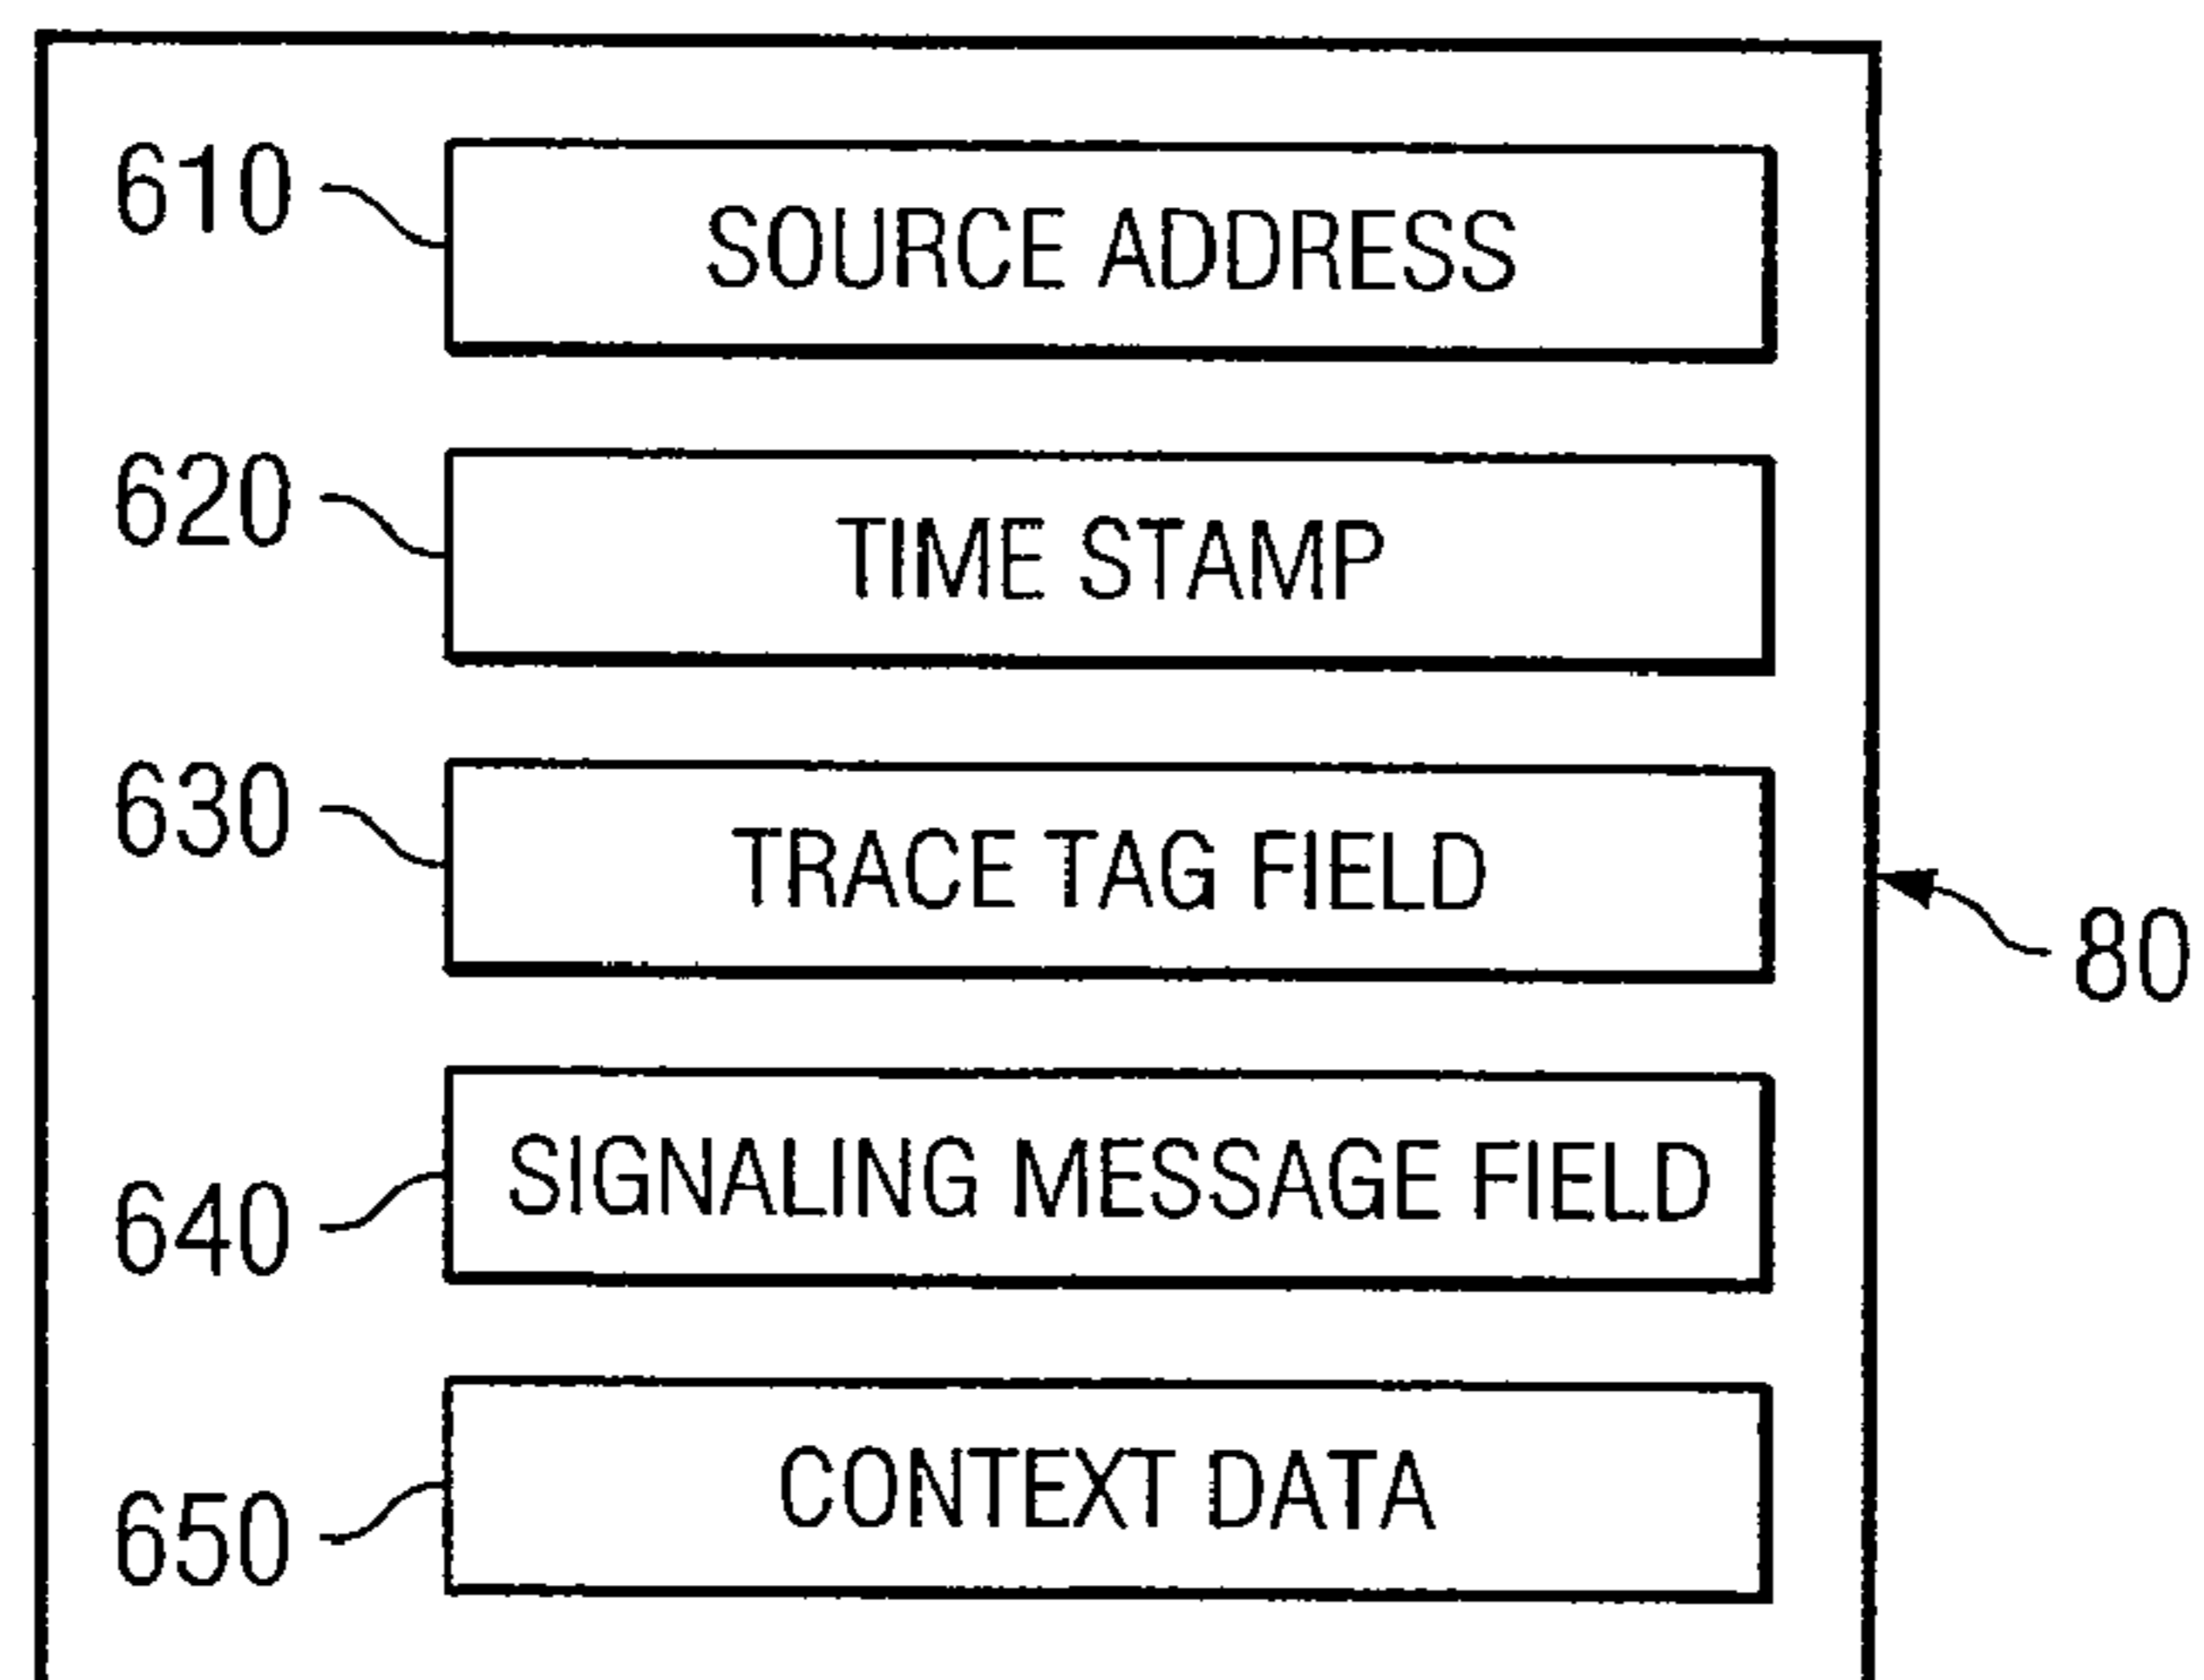 610 SOURCE ADDRESS
620 TIME STAMP
630 TRACE TAG FIELD
80
640 SIGNALING MESSAGE FIELD
650 CONTEXT DATA